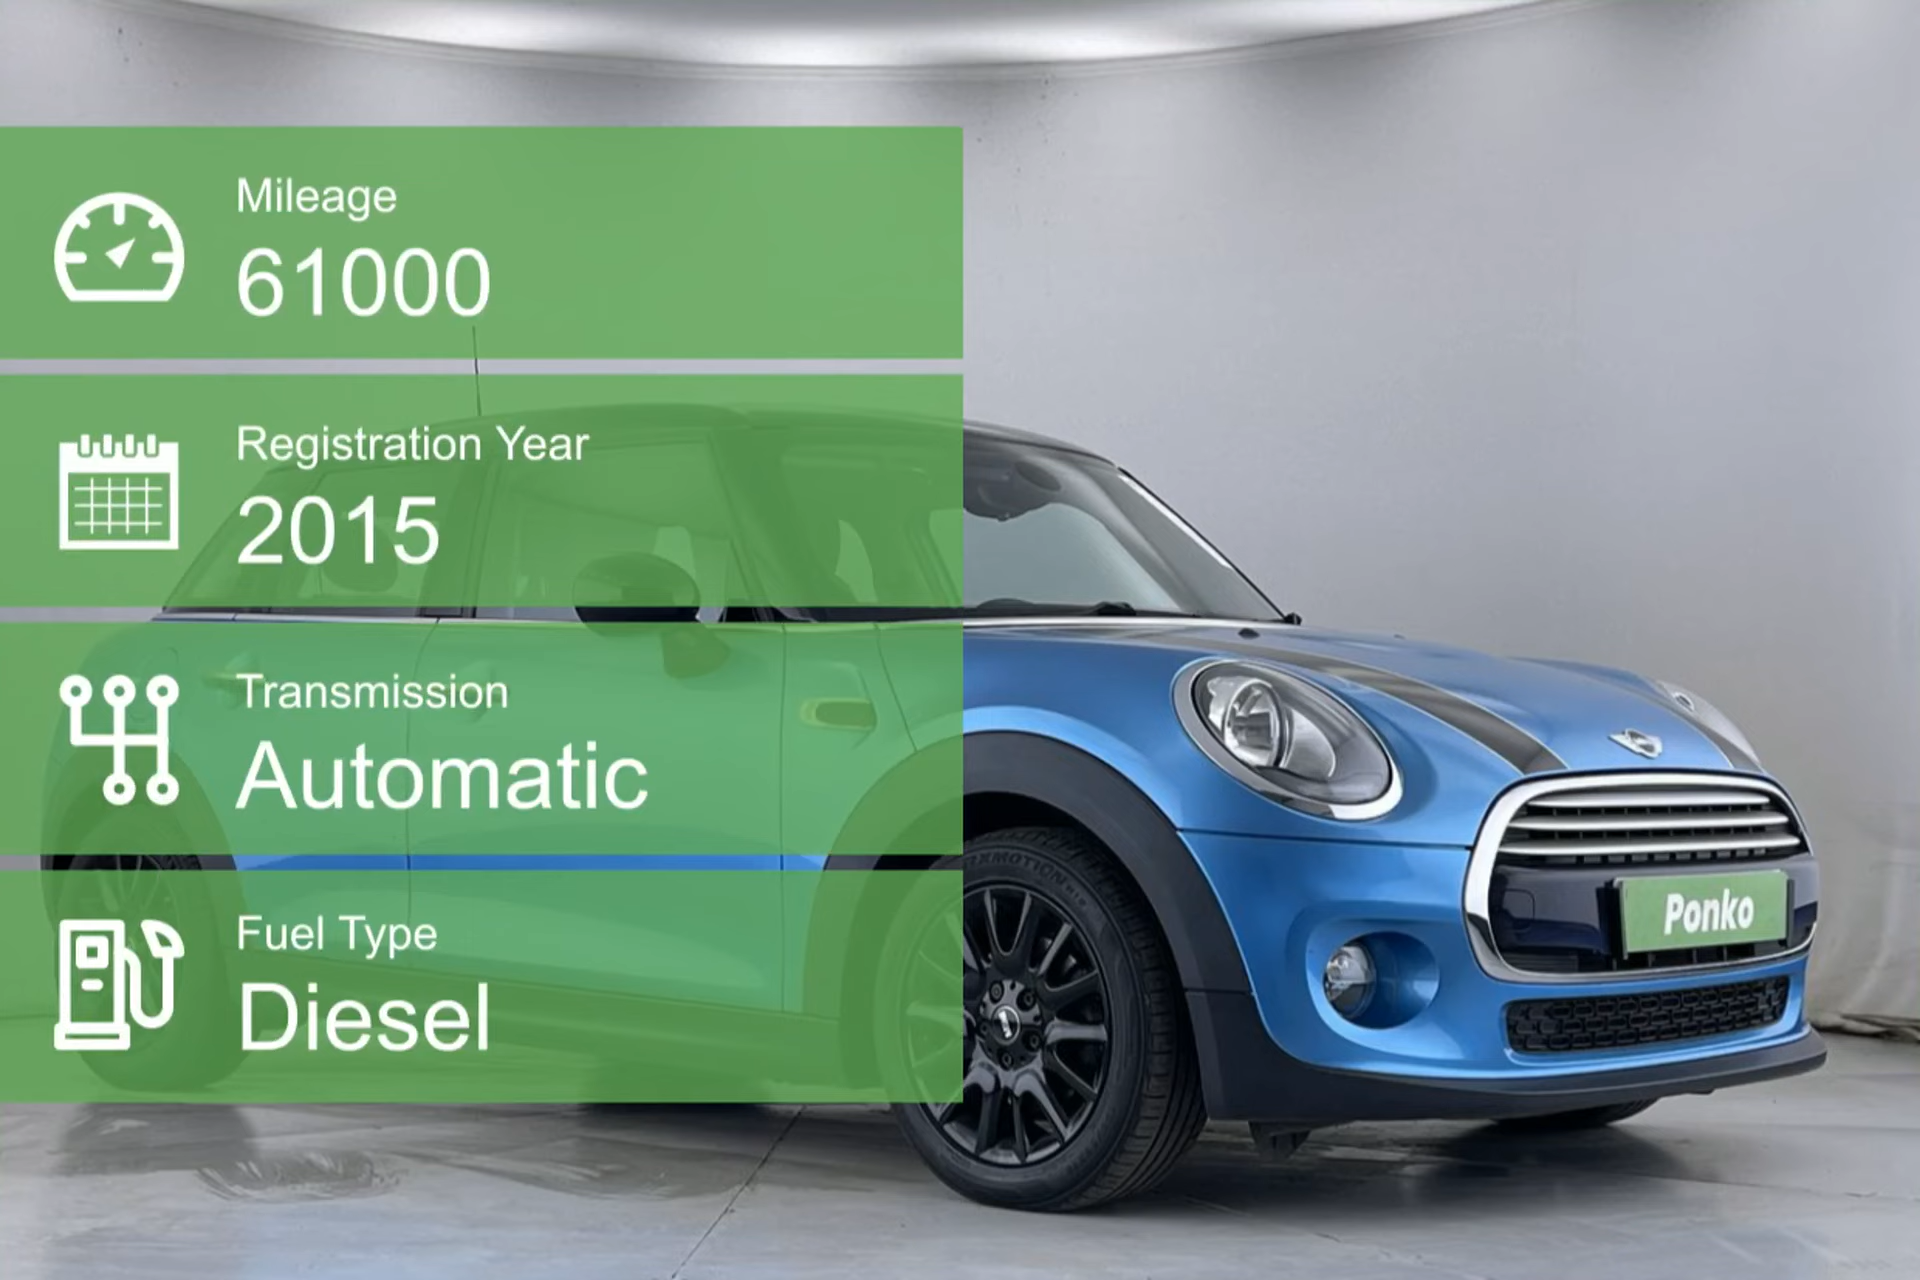 Mileage
61000
Registration Year
2015
Transmission
Automatic
Fuel Type
Diesel
Ponko